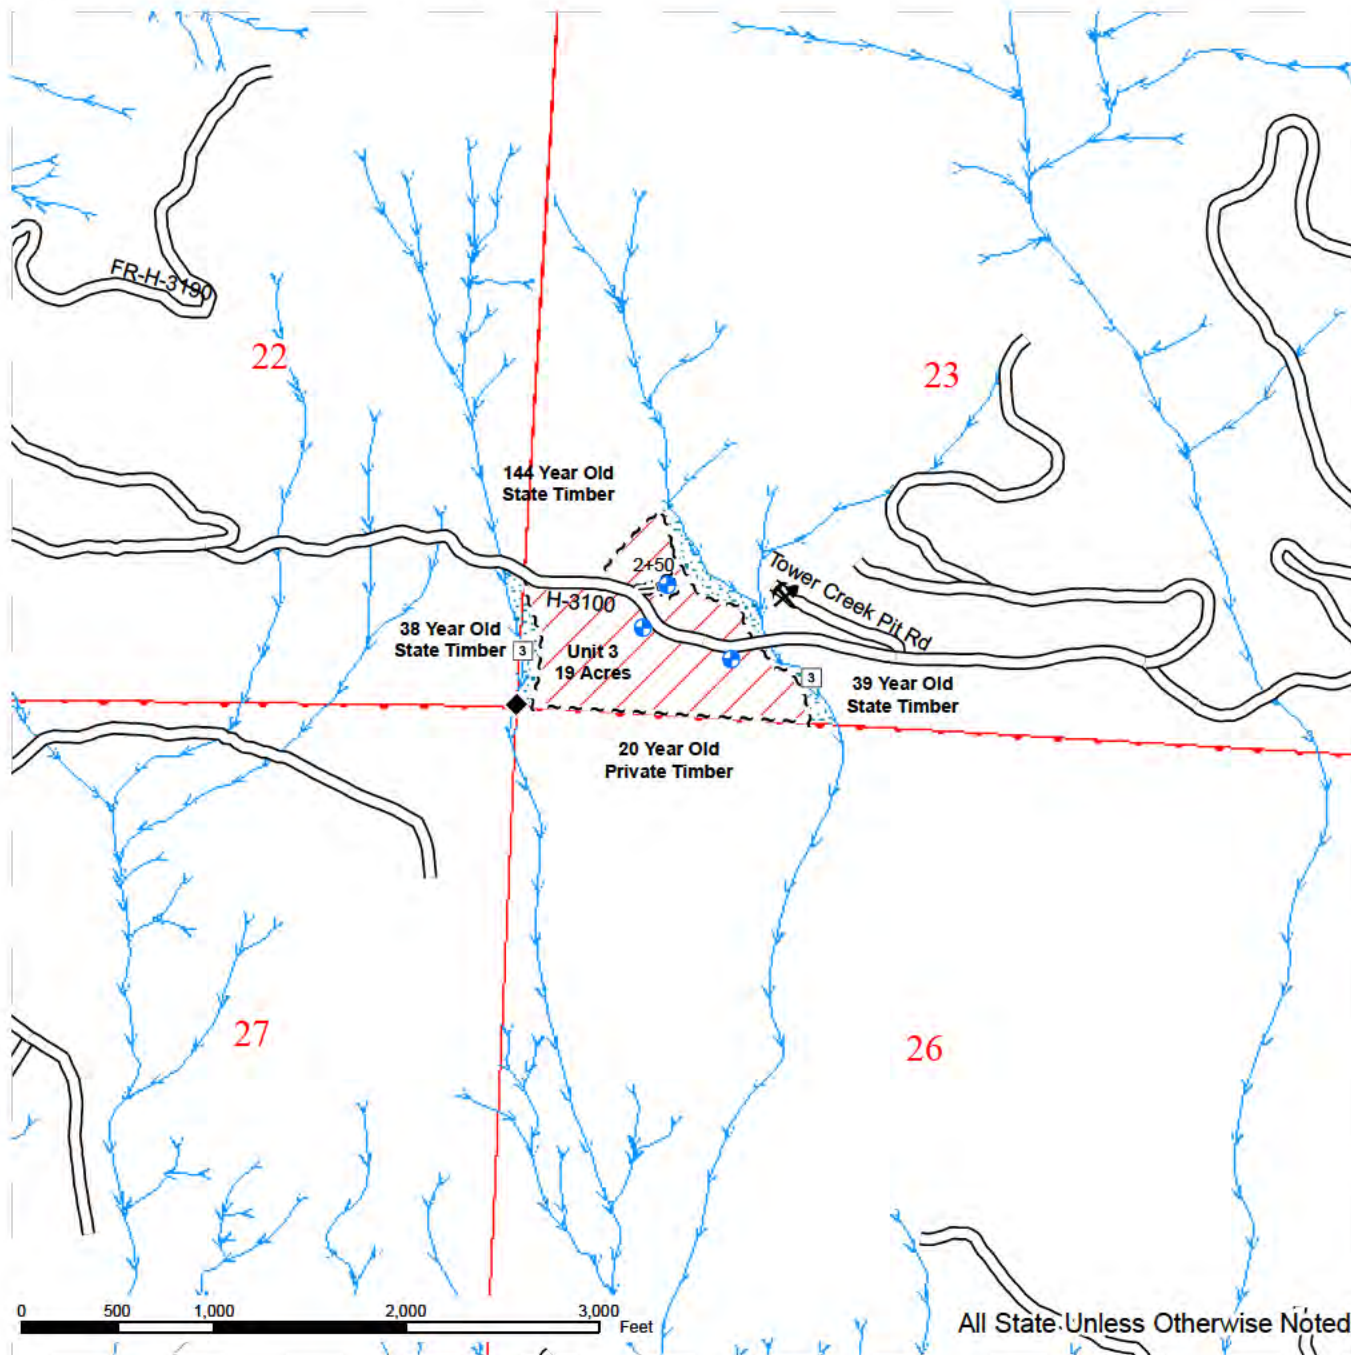 FR-H-3190
22
23
144 Year Old
State Timber
2+50
Tower Creek Pit Rd
H-3100
38 Year Old
State Timber
3
Unit 3
19 Acres
3
39 Year Old
State Timber
20 Year Old
Private Timber
27
26
0 500 1,000 2,000 3,000
Feet
All State Unless Otherwise Noted